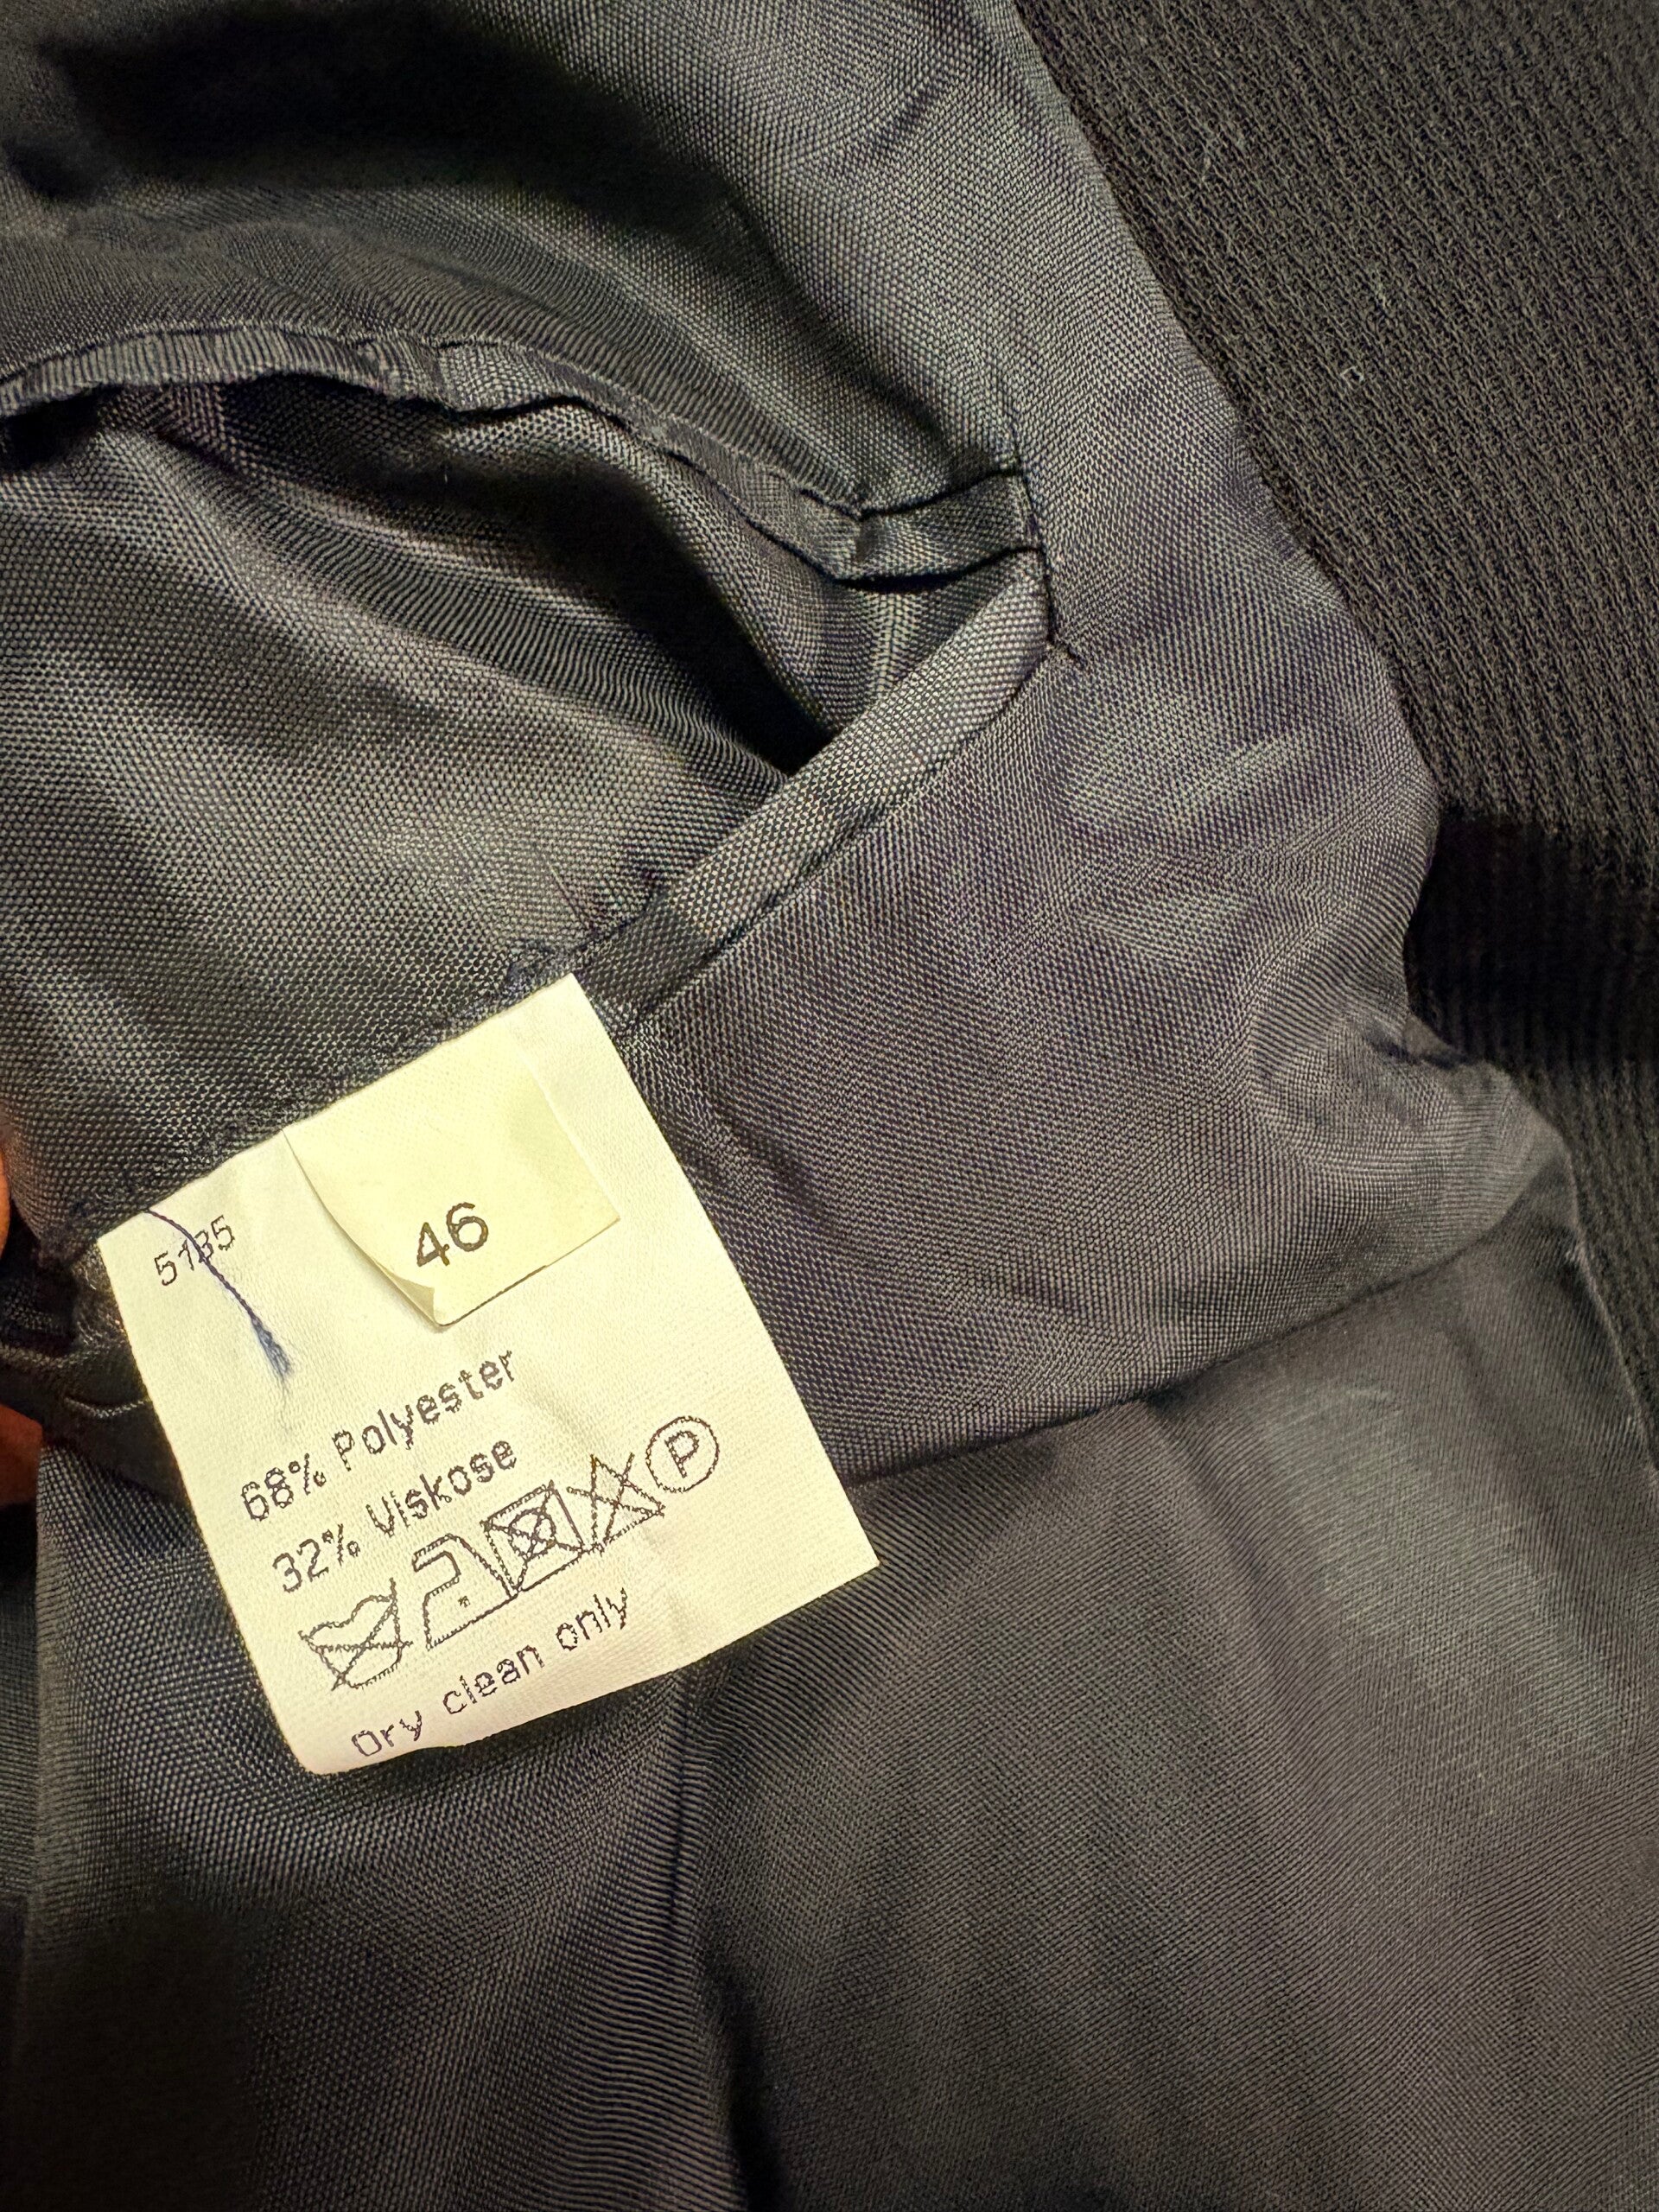 5135
46
68% Polyester
32% Viskose
P
Dry clean only